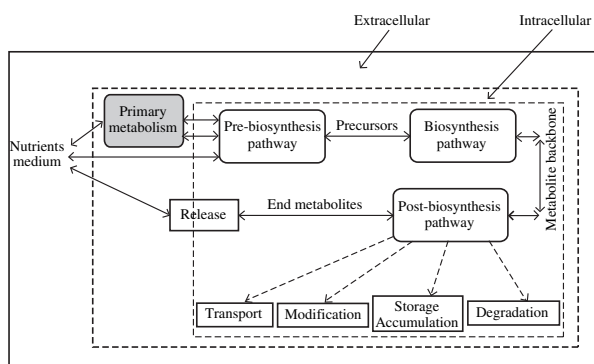 Extracellular
Intracellular
Primary
metabolism
Pre-biosynthesis
pathway
Precursors
Biosynthesis
pathway
Nutrients
medium
Metabolite backbone
Release
End metabolites
Post-biosynthesis
pathway
Transport
Modification
Storage
Accumulation
Degradation